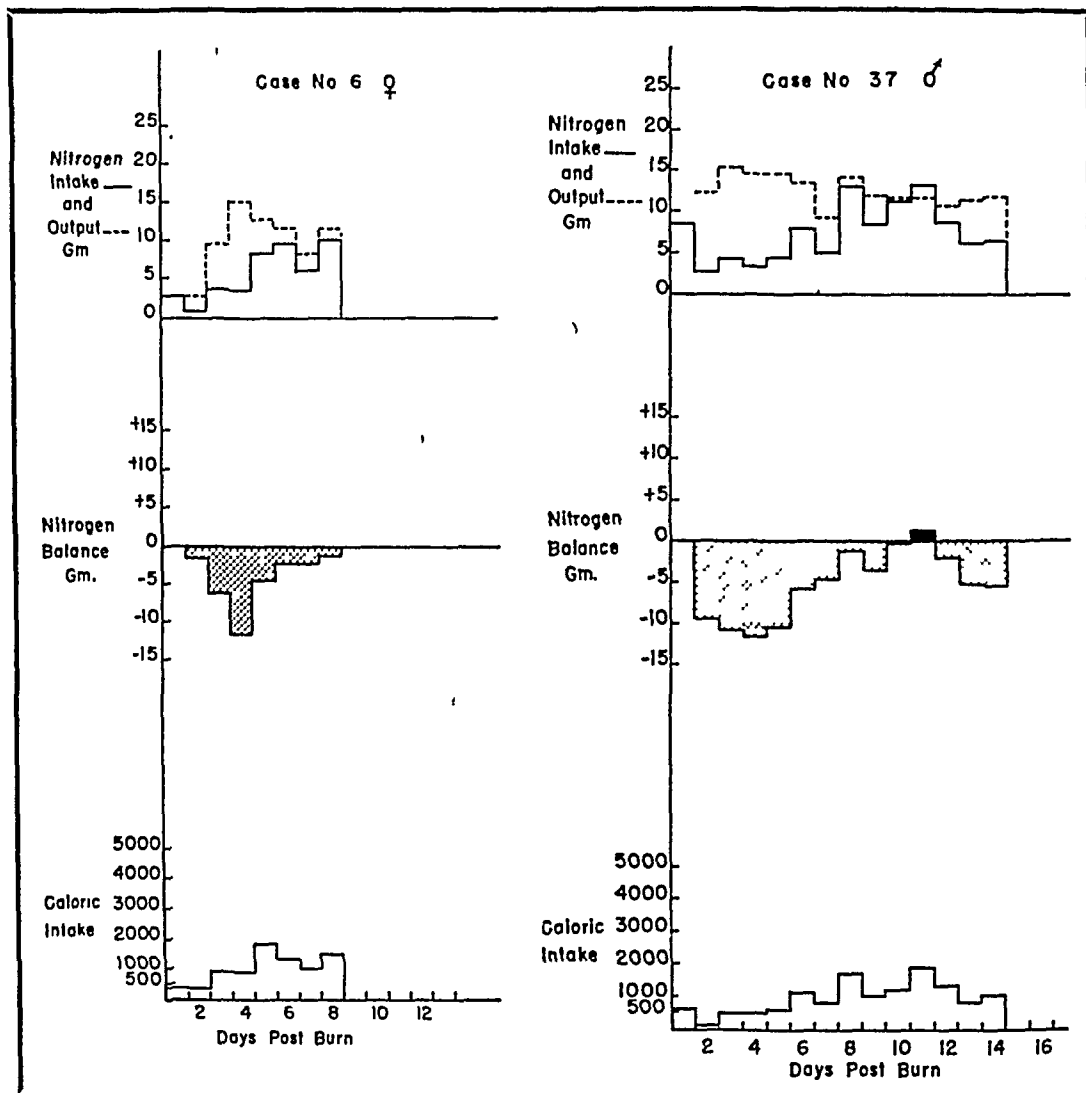 Case No 6 ♀
25
20
15
10
5
0
Nitrogen
Intake
and
Output
Gm
+15
+10
+5
0
-5
-10
-15
Nitrogen
Balance
Gm.
5000
4000
3000
2000
1000
500
Caloric
Intake
2 4 6 8 10 12
Days Post Burn
Case No 37 ♂
25
20
15
10
5
0
Nitrogen
Intake
and
Output
Gm
+15
+10
+5
0
-5
-10
-15
Nitrogen
Balance
Gm.
5000
4000
3000
2000
1000
500
Caloric
Intake
2 4 6 8 10 12 14 16
Days Post Burn